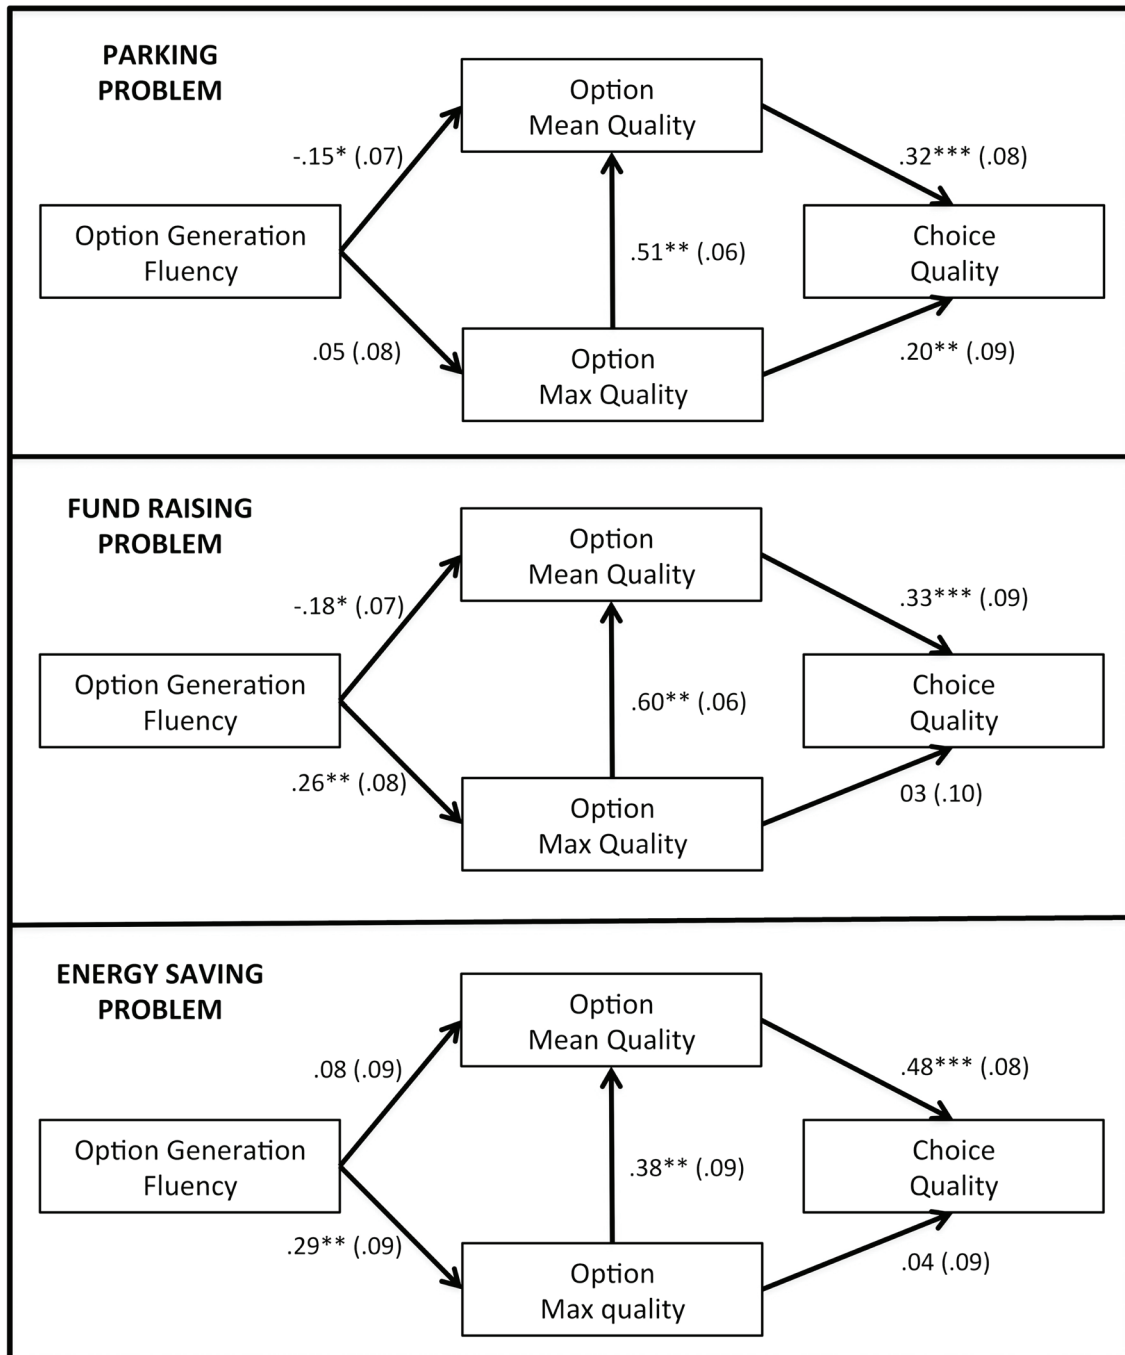 PARKING
PROBLEM
Option
Mean Quality
-.15* (.07)
.32*** (.08)
Option Generation
Fluency
.51** (.06)
Choice
Quality
.05 (.08)
Option
Max Quality
.20** (.09)
FUND RAISING
PROBLEM
Option
Mean Quality
-.18* (.07)
.33*** (.09)
Option Generation
Fluency
.60** (.06)
Choice
Quality
.26** (.08)
Option
Max Quality
03 (.10)
ENERGY SAVING
PROBLEM
Option
Mean Quality
.08 (.09)
.48*** (.08)
Option Generation
Fluency
.38** (.09)
Choice
Quality
.29** (.09)
Option
Max quality
.04 (.09)